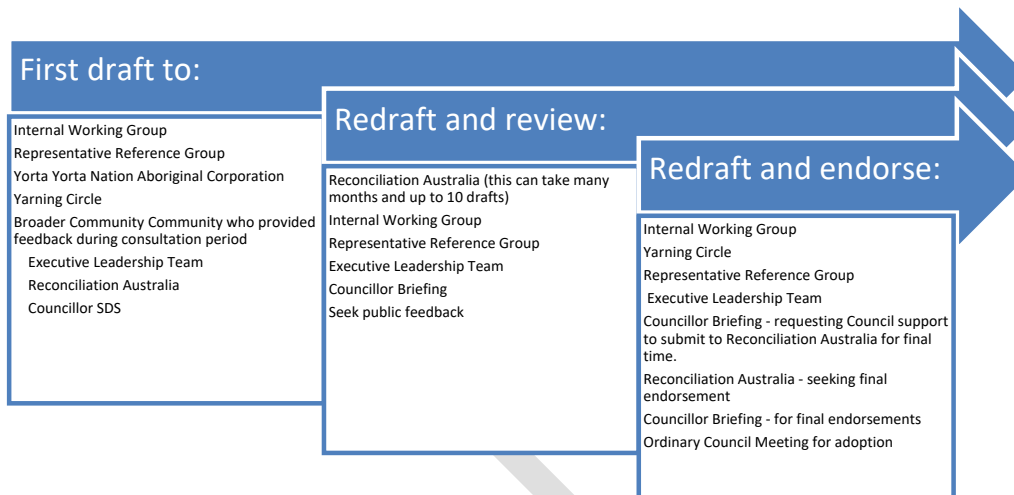 First draft to:
Internal Working Group
Representative Reference Group
Yorta Yorta Nation Aboriginal Corporation
Yarning Circle
Broader Community Community who provided
feedback during consultation period
Executive Leadership Team
Reconciliation Australia
Councillor SDS
Redraft and review:
Reconciliation Australia (this can take many
months and up to 10 drafts)
Internal Working Group
Representative Reference Group
Executive Leadership Team
Councillor Briefing
Seek public feedback
Redraft and endorse:
Internal Working Group
Yarning Circle
Representative Reference Group
Executive Leadership Team
Councillor Briefing - requesting Council support
to submit to Reconciliation Australia for final
time.
Reconciliation Australia - seeking final
endorsement
Councillor Briefing - for final endorsements
Ordinary Council Meeting for adoption